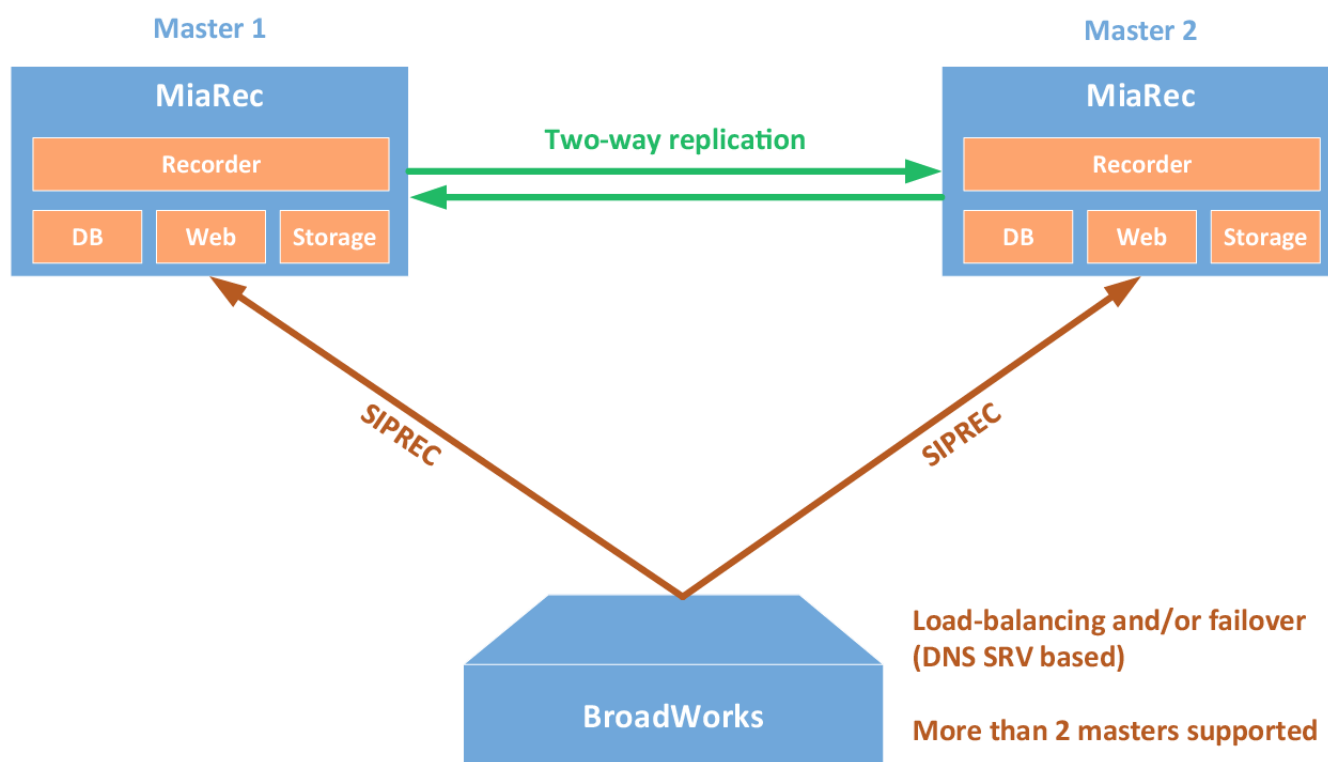 Master 1
MiaRec
Recorder
DB
Web
Storage
Two-way replication
Master 2
MiaRec
Recorder
DB
Web
Storage
SIPREC
SIPREC
BroadWorks
Load-balancing and/or failover
(DNS SRV based)
More than 2 masters supported